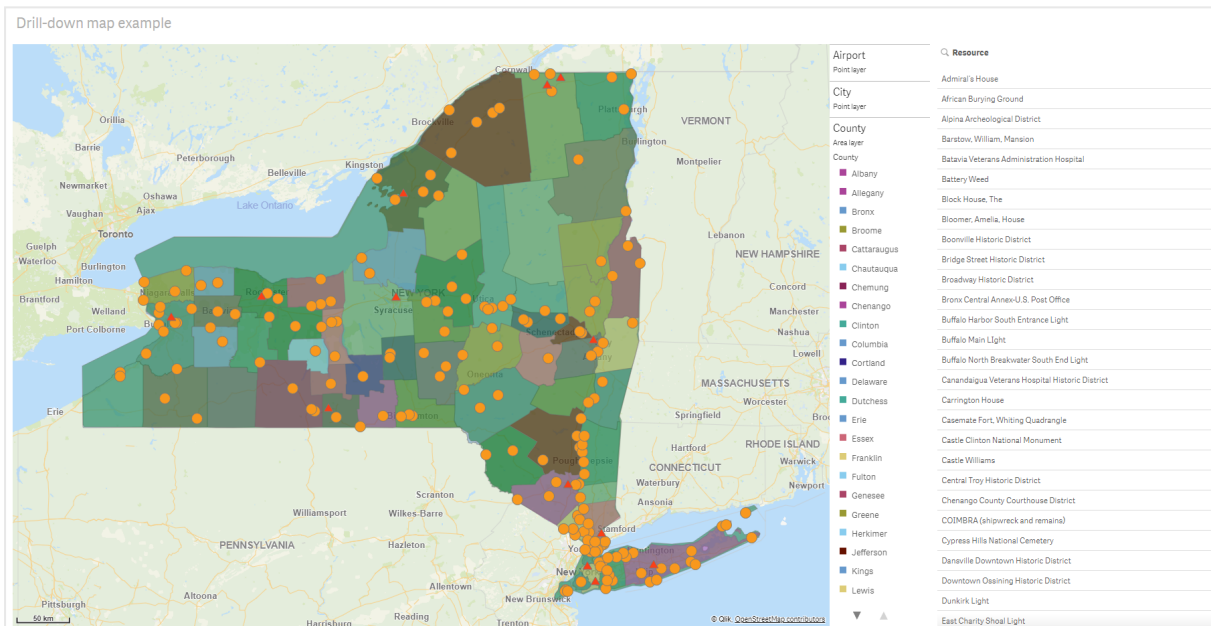 Drill-down map example
Cornwall
Orillia
Brockville
VERMONT
Burlington
Barrie
Peterborough
Montpelier
Kingston
Belleville
Newmarket
Oshawa
Vaughan
Ajax
Lake Ontario
Toronto
Lebanon
Guelph
Waterloo
NEW HAMPSHIRE
Burlington
Hamilton
Concord
Brantford
NEW YORK
Utica
Welland
Syracuse
Manchester
Port Colborne
Schenectady
Nashua
Lowell
Oneonta
MASSACHUSETTS
Worcester
Erie
Springfield
RHODE ISLAND
Hartford
Warwick
Poughkeepsie
CONNECTICUT
Waterbury
Newport
Scranton
Ansonia
Williamsport
Wilkes-Barre
Stamford
PENNSYLVANIA
Hazleton
Allentown
New Brunswick
Altoona
Pittsburgh
Reading
Harrisburg
Trenton
50 km
© Qlik, OpenStreetMap contributors
Airport
Point layer
City
Point layer
County
Area layer
County
Albany
Allegany
Bronx
Broome
Cattaraugus
Chautauqua
Chemung
Chenango
Clinton
Columbia
Cortland
Delaware
Dutchess
Erie
Essex
Franklin
Fulton
Genesee
Greene
Herkimer
Jefferson
Kings
Lewis
Resource
Admiral's House
African Burying Ground
Alpina Archeological District
Barstow, William, Mansion
Batavia Veterans Administration Hospital
Battery Weed
Block House, The
Bloomer, Amelia, House
Boonville Historic District
Bridge Street Historic District
Broadway Historic District
Bronx Central Annex-U.S. Post Office
Buffalo Harbor South Entrance Light
Buffalo Main LIght
Buffalo North Breakwater South End Light
Canandaigua Veterans Hospital Historic District
Carrington House
Casemate Fort, Whiting Quadrangle
Castle Clinton National Monument
Castle Williams
Central Troy Historic District
Chenango County Courthouse District
COIMBRA (shipwreck and remains)
Cypress Hills National Cemetery
Dansville Downtown Historic District
Downtown Ossining Historic District
Dunkirk Light
East Charity Shoal Light